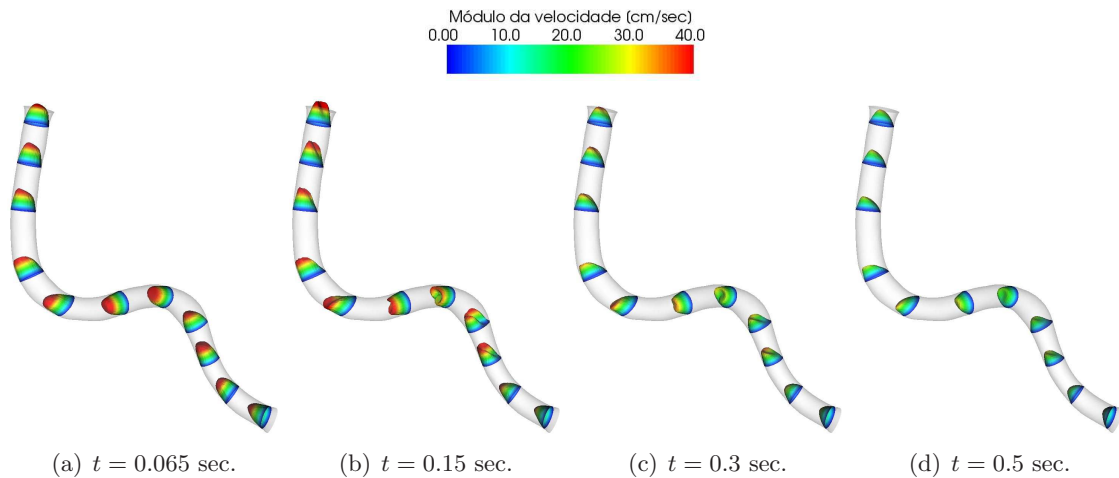 Módulo da velocidade (cm/sec)
0.00 10.0 20.0 30.0 40.0
(a) t = 0.065 sec. (b) t = 0.15 sec. (c) t = 0.3 sec. (d) t = 0.5 sec.